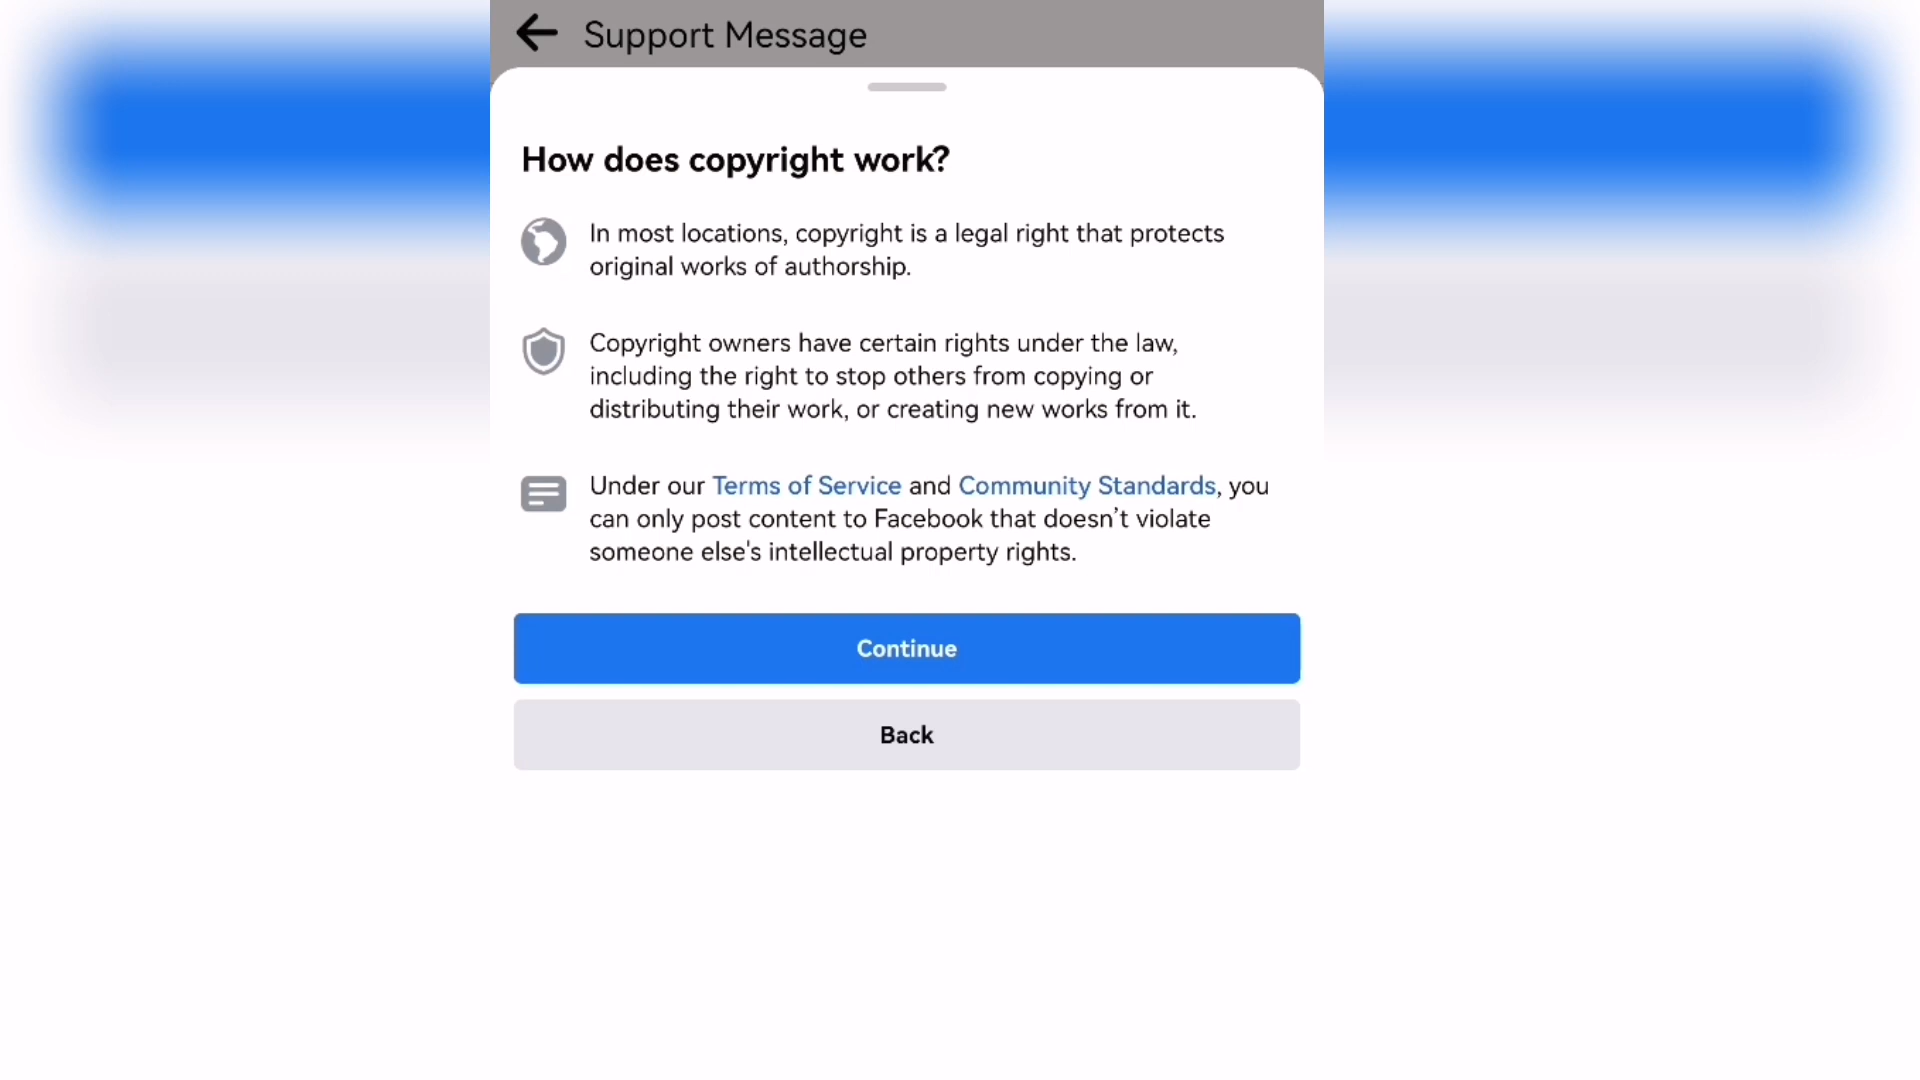 Support Message
How does copyright work?
In most locations, copyright is a legal right that protects
original works of authorship.
Copyright owners have certain rights under the law,
including the right to stop others from copying or
distributing their work, or creating new works from it.
Under our Terms of Service and Community Standards, you
can only post content to Facebook that doesn’t violate
someone else's intellectual property rights.
Continue
Back